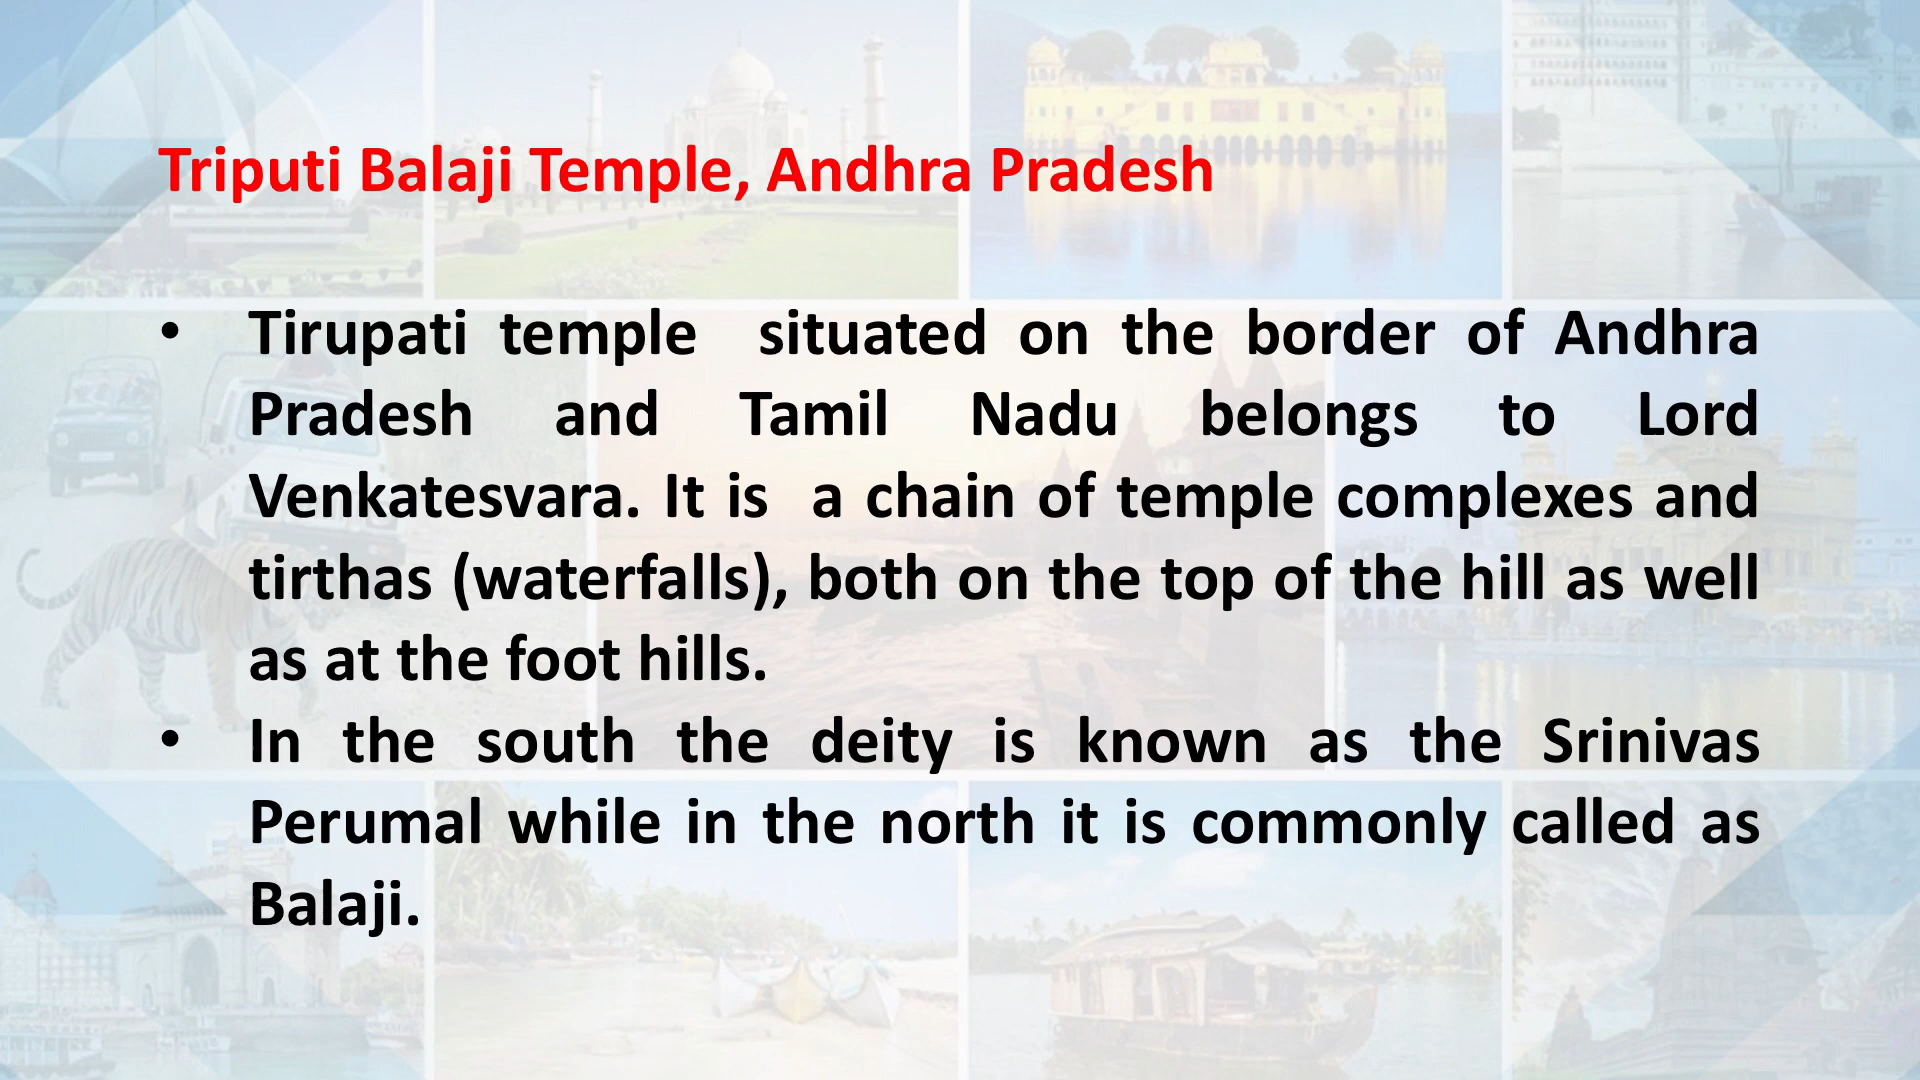 Triputi Balaji Temple, Andhra Pradesh
• Tirupati temple situated on the border of Andhra
Pradesh and Tamil Nadu belongs to Lord
Venkatesvara. It is a chain of temple complexes and
tirthas (waterfalls), both on the top of the hill as well
as at the foot hills.
• In the south the deity is known as the Srinivas
Perumal while in the north it is commonly called as
Balaji.